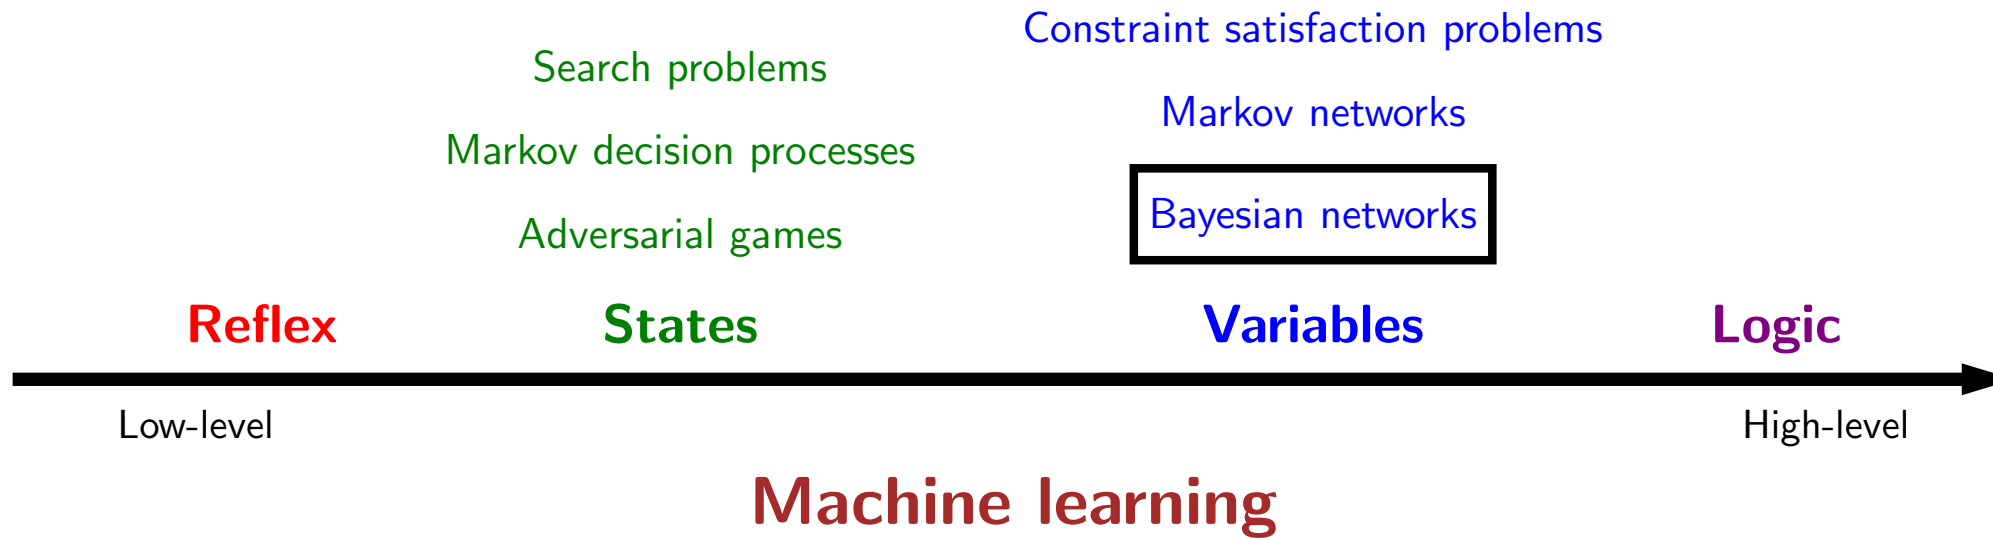 Constraint satisfaction problems
Search problems
Markov networks
Markov decision processes
Bayesian networks
Adversarial games
Reflex
States
Variables
Logic
Low-level
High-level
Machine learning